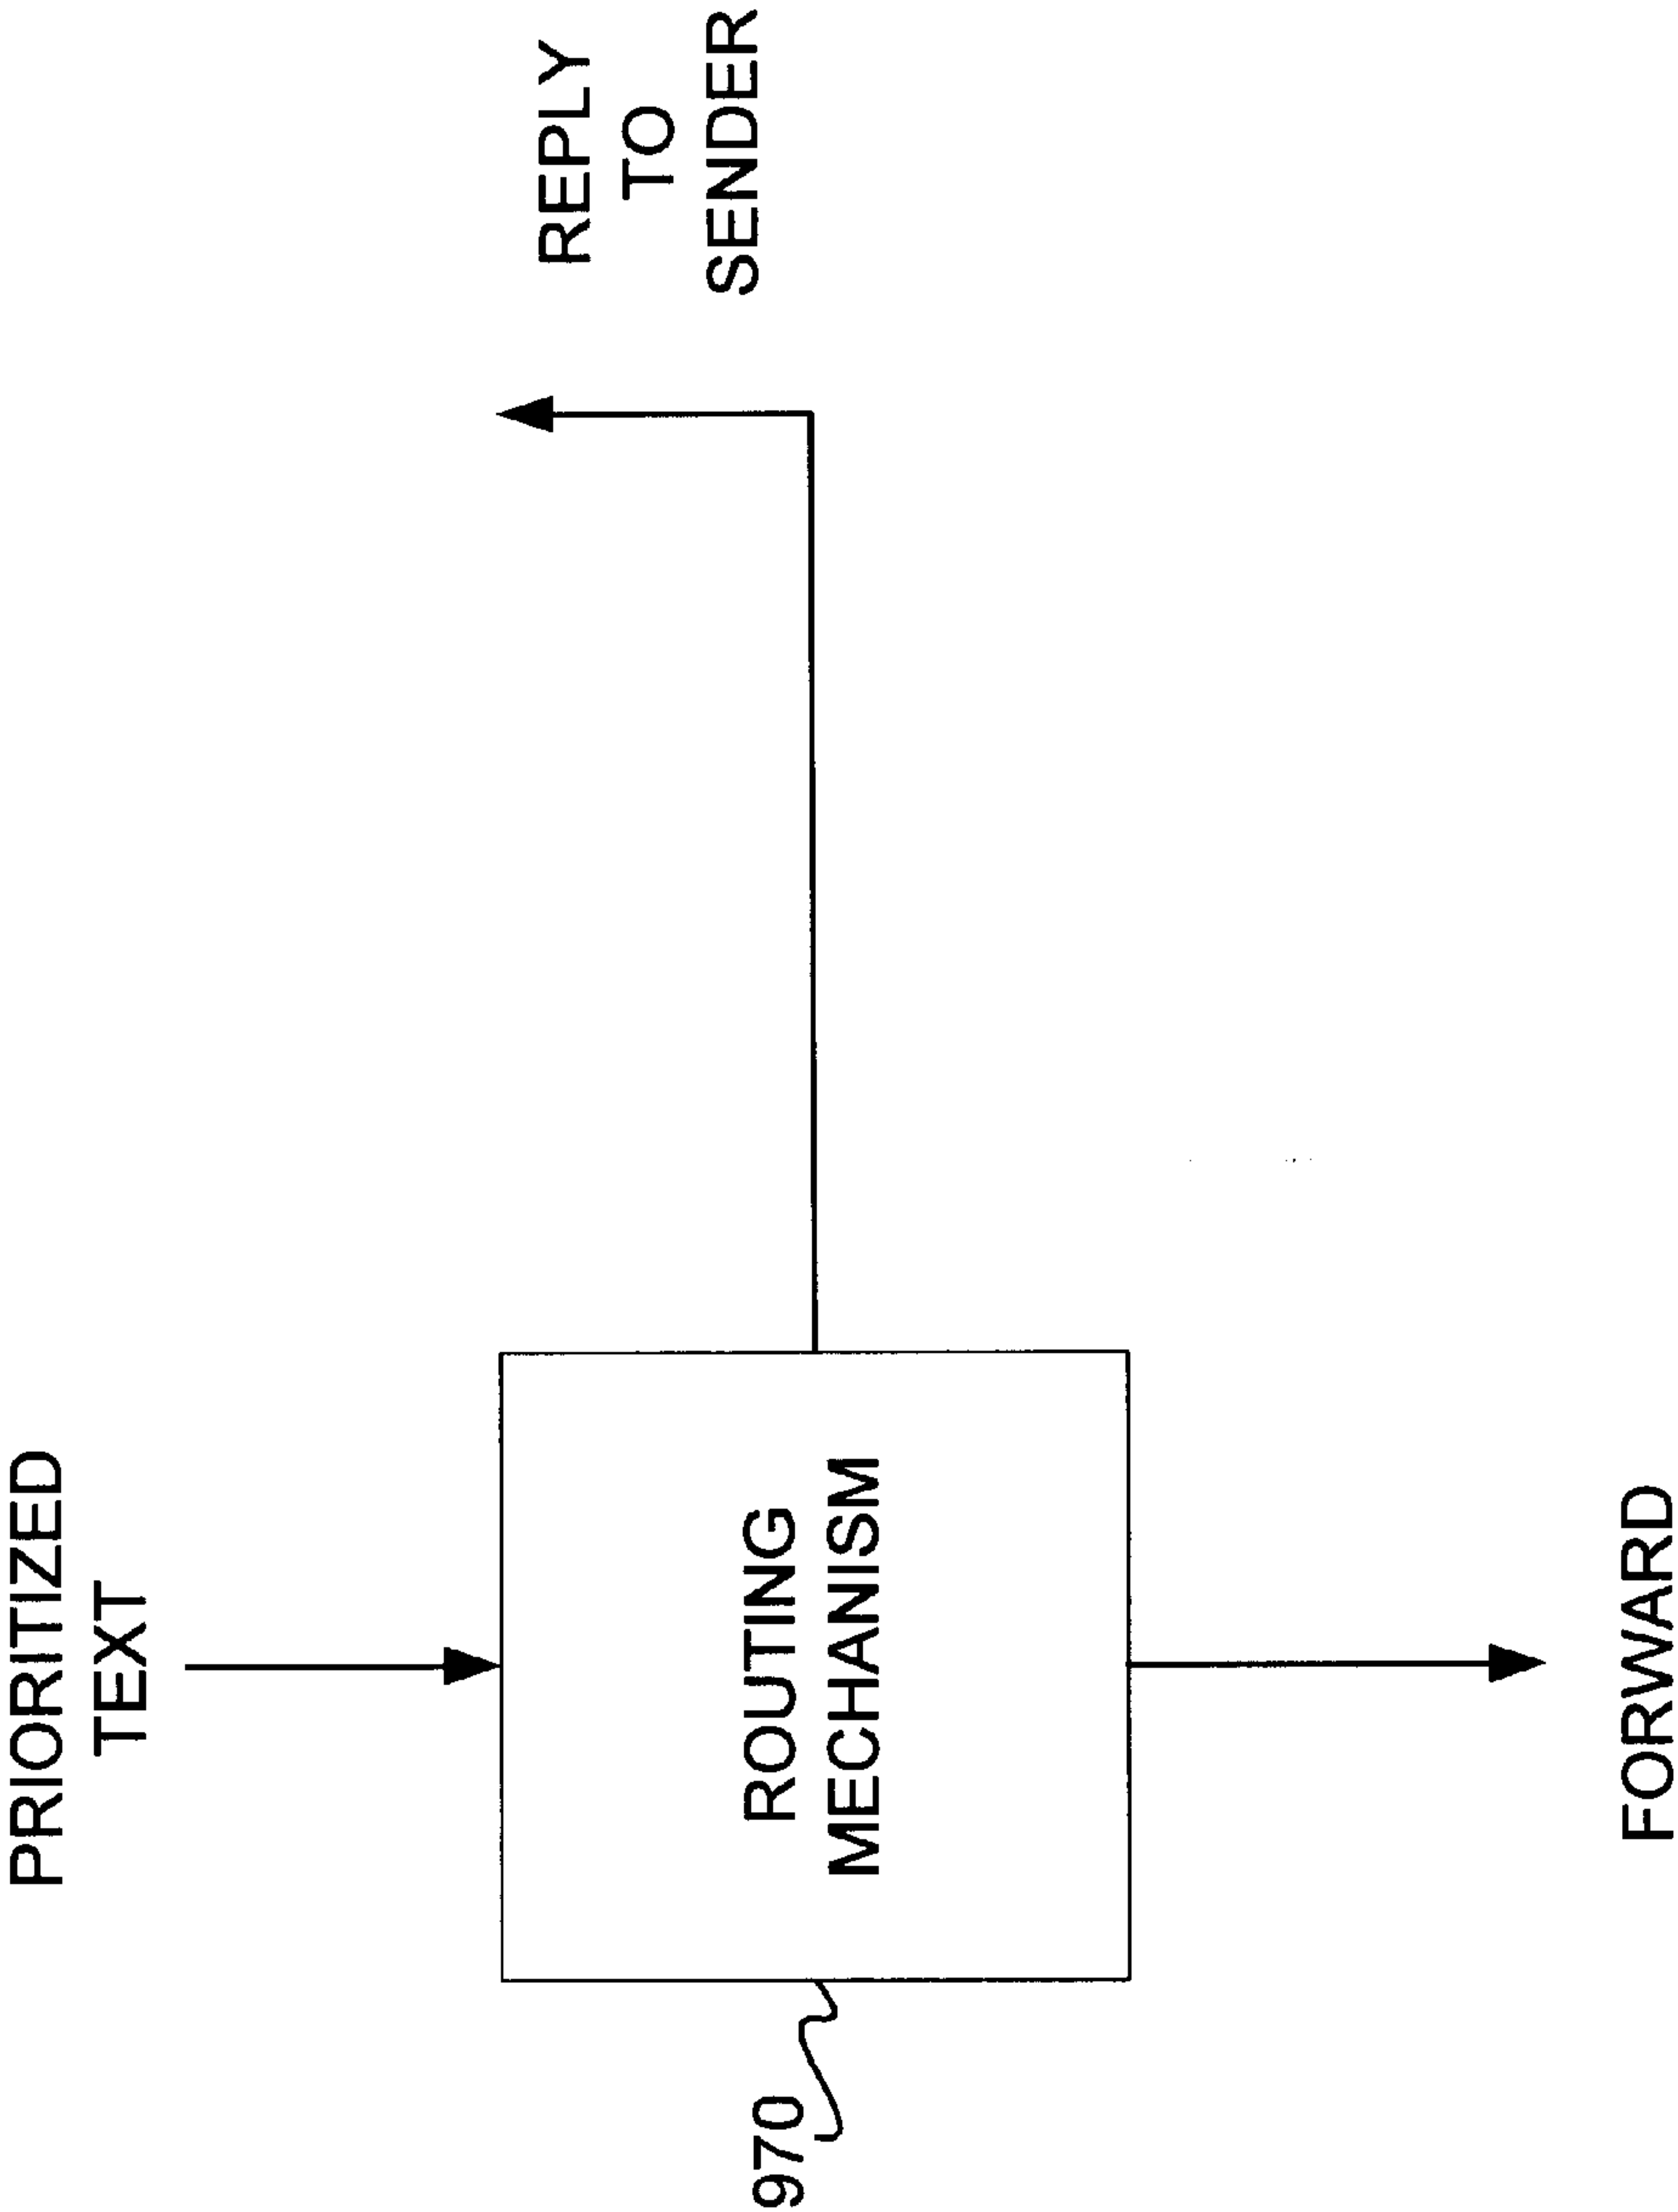 PRIORITIZED
TEXT
REPLY
TO
SENDER
970
ROUTING
MECHANISM
FORWARD